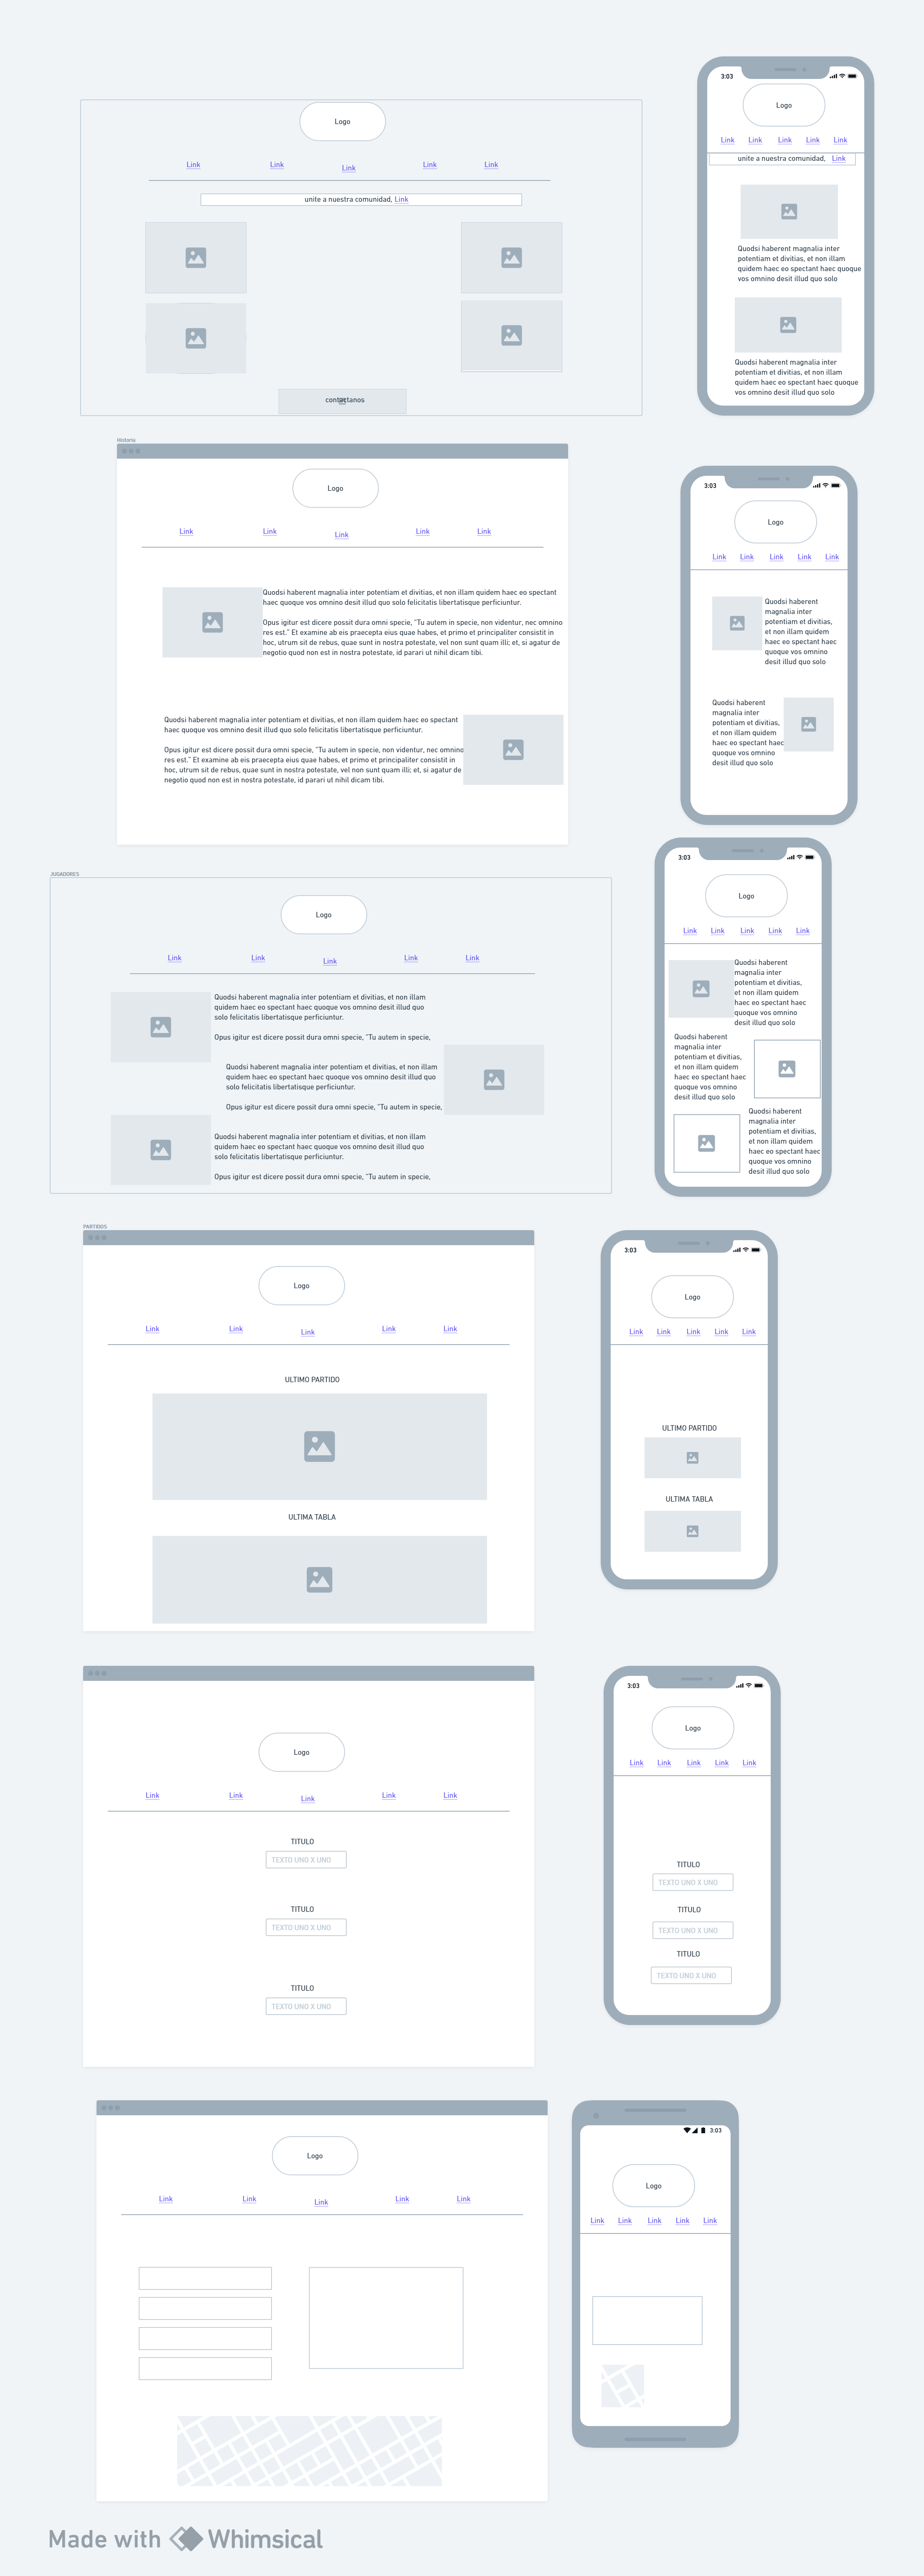 Logo
Link Link Link Link Link
unite a nuestra comunidad, Link
contactanos
3:03
Logo
Link Link Link Link Link
unite a nuestra comunidad, Link
Quodsi haberent magnalia inter
potentiam et divitias, et non illam
quidem haec eo spectant haec quoque
vos omnino desit illud quo solo
Quodsi haberent magnalia inter
potentiam et divitias, et non illam
quidem haec eo spectant haec quoque
vos omnino desit illud quo solo
Historia
Logo
Link Link Link Link Link
Quodsi haberent magnalia inter potentiam et divitias, et non illam quidem haec eo spectant
haec quoque vos omnino desit illud quo solo felicitatis libertatisque perficiuntur.
Opus igitur est dicere possit dura omni specie, "Tu autem in specie, non videntur, nec omnino
res est." Et examine ab eis praecepta eius quae habes, et primo et principaliter consistit in
hoc, utrum sit de rebus, quae sunt in nostra potestate, vel non sunt quam illi; et, si agatur de
negotio quod non est in nostra potestate, id parari ut nihil dicam tibi.
Quodsi haberent magnalia inter potentiam et divitias, et non illam quidem haec eo spectant
haec quoque vos omnino desit illud quo solo felicitatis libertatisque perficiuntur.
Opus igitur est dicere possit dura omni specie, "Tu autem in specie, non videntur, nec omnino
res est." Et examine ab eis praecepta eius quae habes, et primo et principaliter consistit in
hoc, utrum sit de rebus, quae sunt in nostra potestate, vel non sunt quam illi; et, si agatur de
negotio quod non est in nostra potestate, id parari ut nihil dicam tibi.
3:03
Logo
Link Link Link Link Link
Quodsi haberent
magnalia inter
potentiam et divitias,
et non illam quidem
haec eo spectant haec
quoque vos omnino
desit illud quo solo
Quodsi haberent
magnalia inter
potentiam et divitias,
et non illam quidem
haec eo spectant haec
quoque vos omnino
desit illud quo solo
JUGADORES
Logo
Link Link Link Link Link
Quodsi haberent magnalia inter potentiam et divitias, et non illam
quidem haec eo spectant haec quoque vos omnino desit illud quo
solo felicitatis libertatisque perficiuntur.
Opus igitur est dicere possit dura omni specie, "Tu autem in specie,
Quodsi haberent magnalia inter potentiam et divitias, et non illam
quidem haec eo spectant haec quoque vos omnino desit illud quo
solo felicitatis libertatisque perficiuntur.
Opus igitur est dicere possit dura omni specie, "Tu autem in specie,
Quodsi haberent magnalia inter potentiam et divitias, et non illam
quidem haec eo spectant haec quoque vos omnino desit illud quo
solo felicitatis libertatisque perficiuntur.
Opus igitur est dicere possit dura omni specie, "Tu autem in specie,
3:03
Logo
Link Link Link Link Link
Quodsi haberent
magnalia inter
potentiam et divitias,
et non illam quidem
haec eo spectant haec
quoque vos omnino
desit illud quo solo
Quodsi haberent
magnalia inter
potentiam et divitias,
et non illam quidem
haec eo spectant haec
quoque vos omnino
desit illud quo solo
Quodsi haberent
magnalia inter
potentiam et divitias,
et non illam quidem
haec eo spectant haec
quoque vos omnino
desit illud quo solo
PARTIDOS
Logo
Link Link Link Link Link
ULTIMO PARTIDO
ULTIMA TABLA
3:03
Logo
Link Link Link Link Link
ULTIMO PARTIDO
ULTIMA TABLA
Logo
Link Link Link Link Link
TITULO
TEXTO UNO X UNO
TITULO
TEXTO UNO X UNO
TITULO
TEXTO UNO X UNO
3:03
Logo
Link Link Link Link Link
TITULO
TEXTO UNO X UNO
TITULO
TEXTO UNO X UNO
TITULO
TEXTO UNO X UNO
Logo
Link Link Link Link Link
3:03
Logo
Link Link Link Link Link
Made with Whimsical